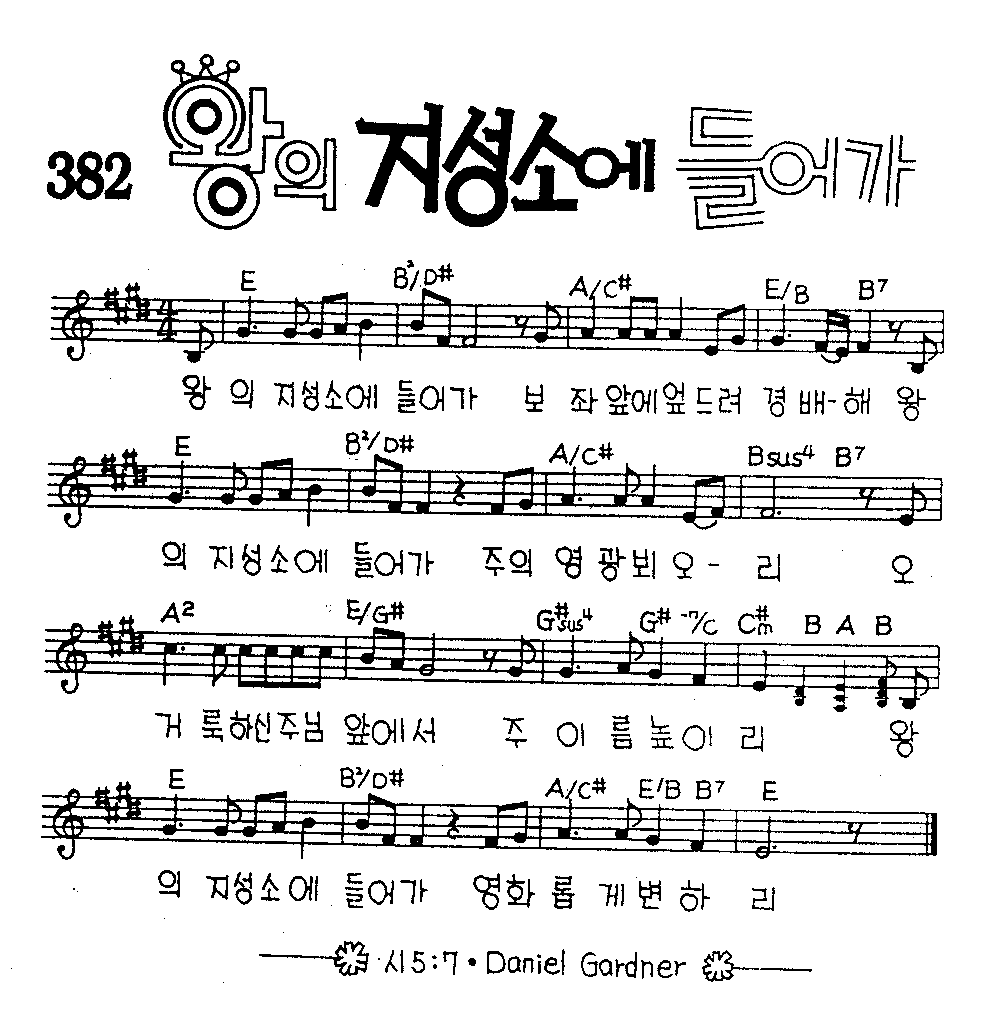 382 왕의 지성소에 들어가
E B²/D# A/C# E/B B7
왕 의 지성소에 들어가 보 좌 앞에엎드려 경 배-해 왕
E B²/D# A/C# Bsus4 B7
의 지성소에 들어가 주의 영 광 뵈 오 - 리 오
A2 E/G# G#sus4 G# -7/C C#m B A B
거 룩하신주님 앞에서 주 이 름 높 이 리 왕
E B²/D# A/C# E/B B7 E
의 지성소에 들어가 영화 롭 게 변 하 리
시5:7 • Daniel Gardner